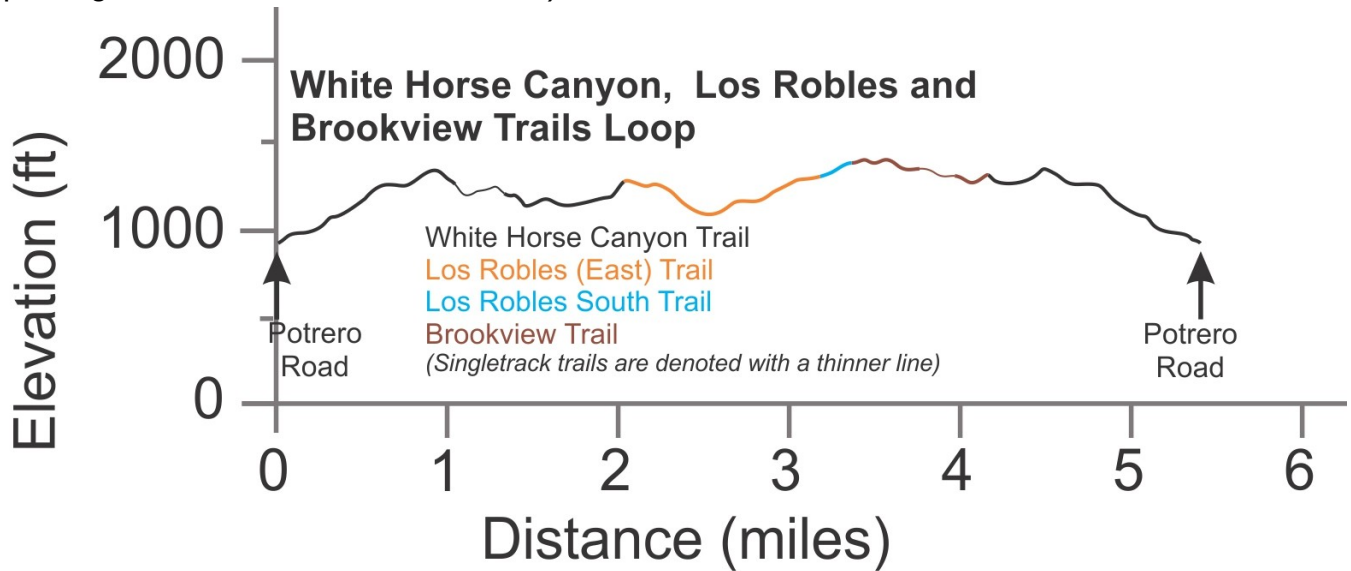 2000
White Horse Canyon,  Los Robles and
Brookview Trails Loop
Elevation (ft)
1000
White Horse Canyon Trail
Los Robles (East) Trail
Los Robles South Trail
Brookview Trail
(Singletrack trails are denoted with a thinner line)
Potrero
Road
Potrero
Road
0
0 1 2 3 4 5 6
Distance (miles)